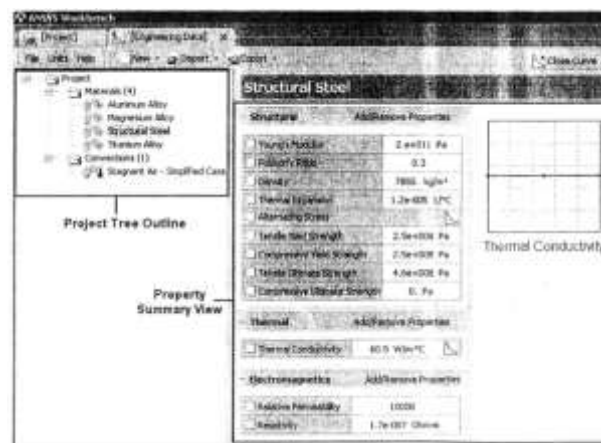 ANSYS Workbench
[Project]
[Engineering Data] X
File Units Help New Import Export Close Curve
Project
Materials (4)
Aluminum Alloy
Magnesium Alloy
Structural Steel
Titanium Alloy
Convections (1)
Stagnant Air - Simplified Case
Project Tree Outline
Property
Summary View
Structural Steel
Structural Add/Remove Properties
Young's Modulus 2.e+011 Pa
Poisson's Ratio 0.3
Density 7850. kg/m³
Thermal Expansion 1.2e-005 1/°C
Alternating Stress
Tensile Yield Strength 2.5e+008 Pa
Compressive Yield Strength 2.5e+008 Pa
Tensile Ultimate Strength 4.6e+008 Pa
Compressive Ultimate Strength 0. Pa
Thermal Add/Remove Properties
Thermal Conductivity 60.5 W/m·°C
Electromagnetics Add/Remove Properties
Relative Permeability 10000
Resistivity 1.7e-007 Ohm·m
Thermal Conductivity